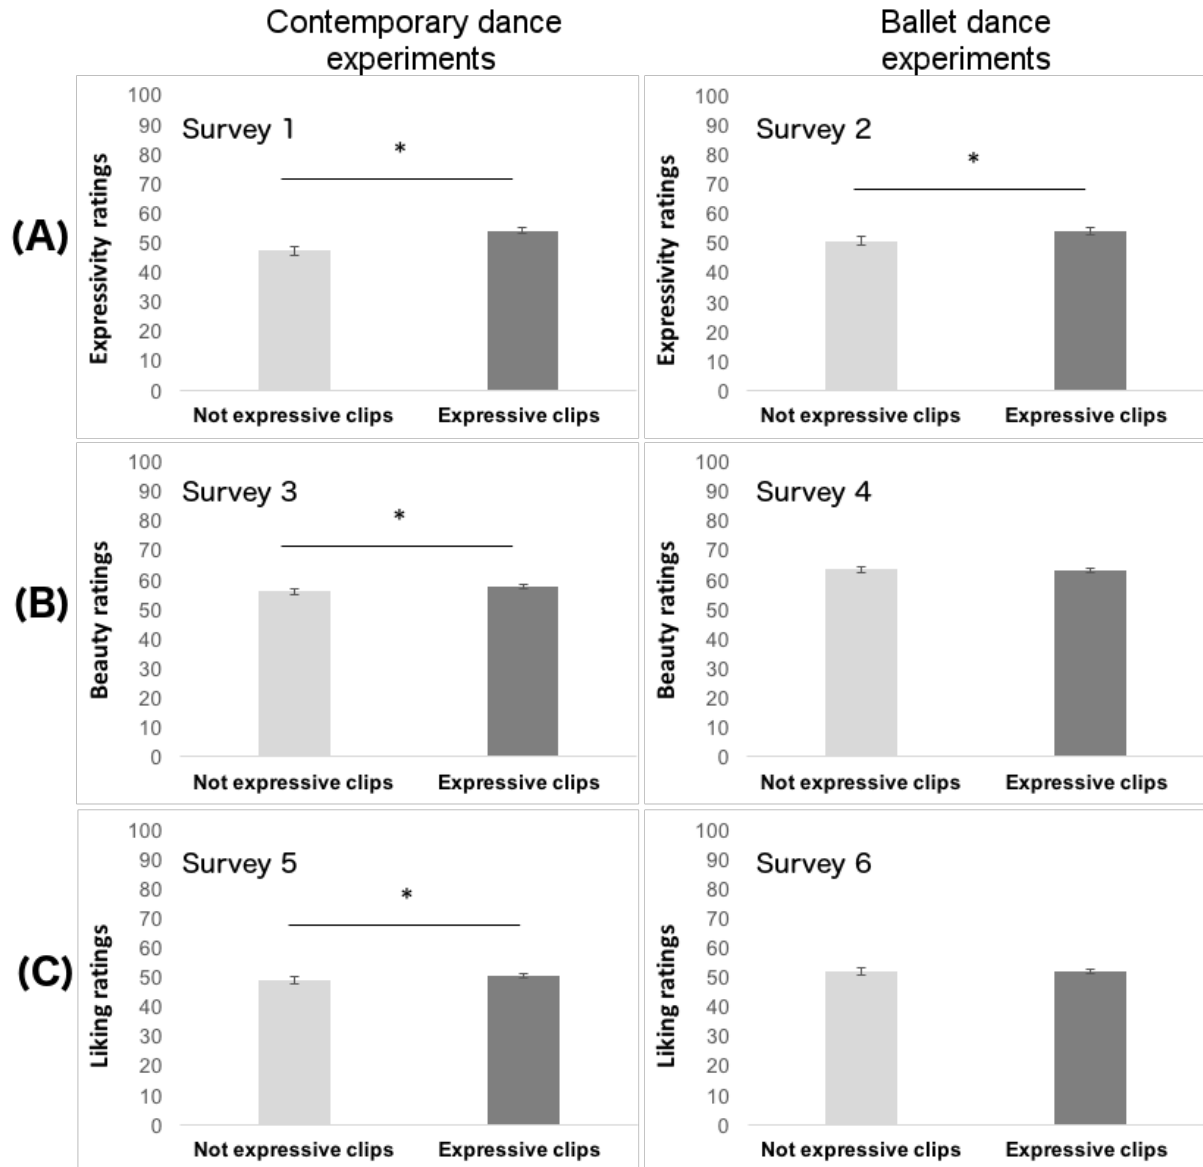 Contemporary dance
experiments
Ballet dance
experiments
(A)
Expressivity ratings
100
90
80
70
60
50
40
30
20
10
0
Survey 1
*
Not expressive clips
Expressive clips
Expressivity ratings
100
90
80
70
60
50
40
30
20
10
0
Survey 2
*
Not expressive clips
Expressive clips
(B)
Beauty ratings
100
90
80
70
60
50
40
30
20
10
0
Survey 3
*
Not expressive clips
Expressive clips
Beauty ratings
100
90
80
70
60
50
40
30
20
10
0
Survey 4
Not expressive clips
Expressive clips
(C)
Liking ratings
100
90
80
70
60
50
40
30
20
10
0
Survey 5
*
Not expressive clips
Expressive clips
Liking ratings
100
90
80
70
60
50
40
30
20
10
0
Survey 6
Not expressive clips
Expressive clips